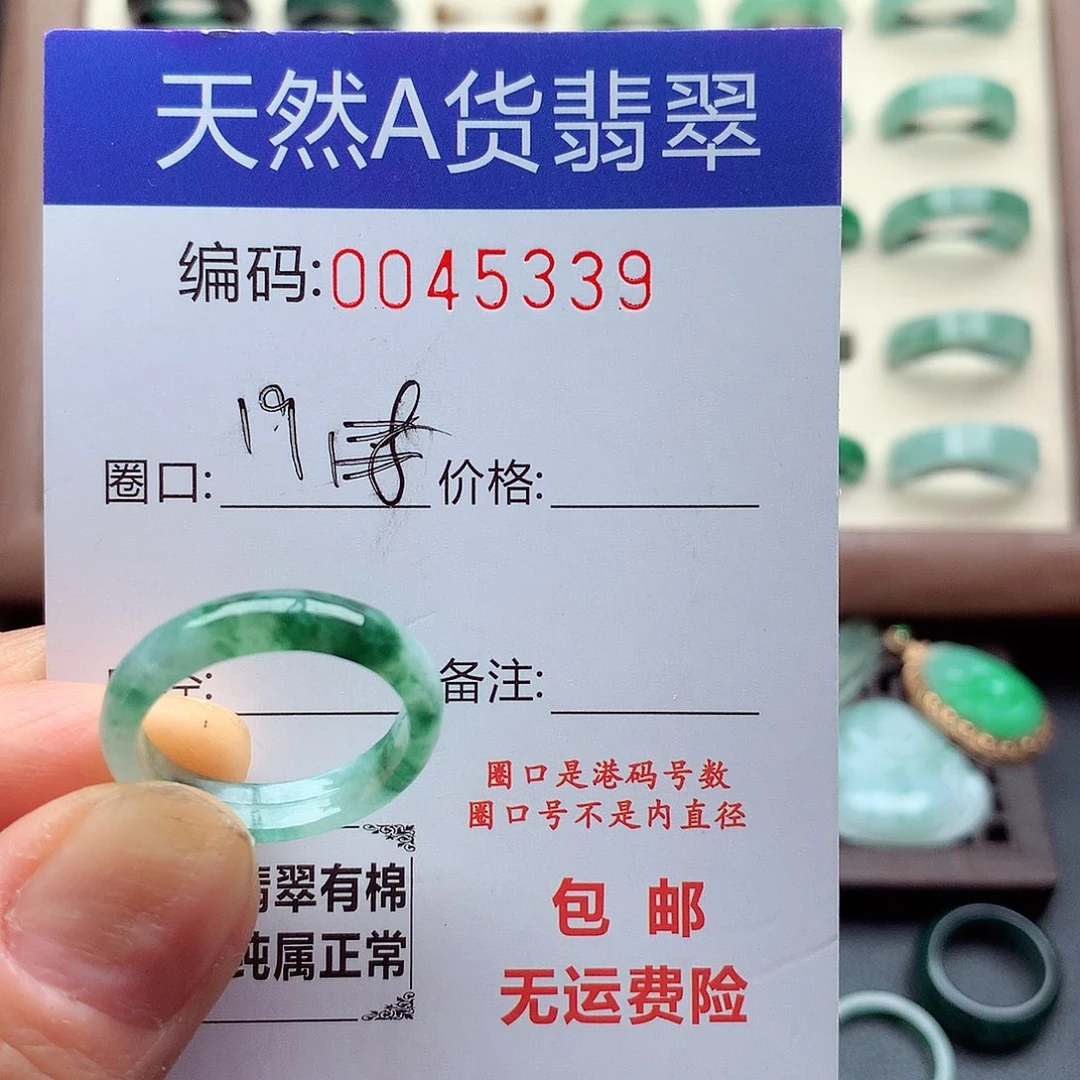 天然A货翡翠
编码:0045339
圈口: 19 价格:
备注:
圈口是港码号数
圈口号不是内直径
翠有棉
纯属正常
包 邮
无运费险